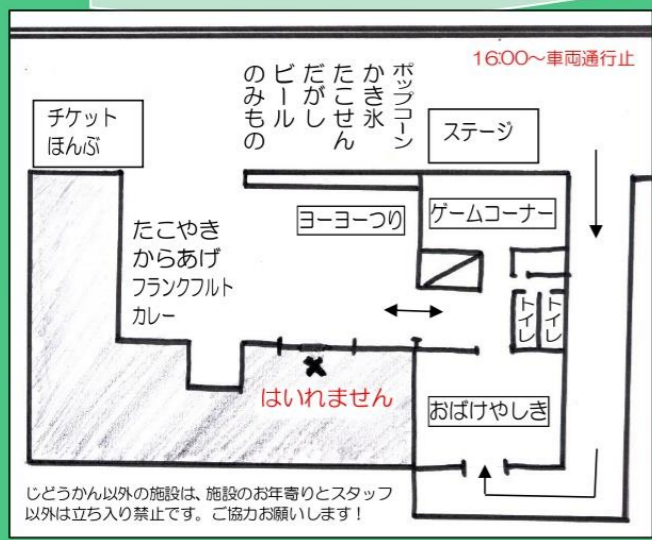 16:00～車両通行止
ポップコーン
かき氷
たこせん
だがし
ビール
のみもの
チケット
ほんぶ
ステージ
ヨーヨーつり
ゲームコーナー
たこやき
からあげ
フランクフルト
カレー
トイレ
トイレ
はいれません
おばけやしき
じどうかん以外の施設は、施設のお年寄りとスタッフ
以外は立ち入り禁止です。ご協力お願いします！